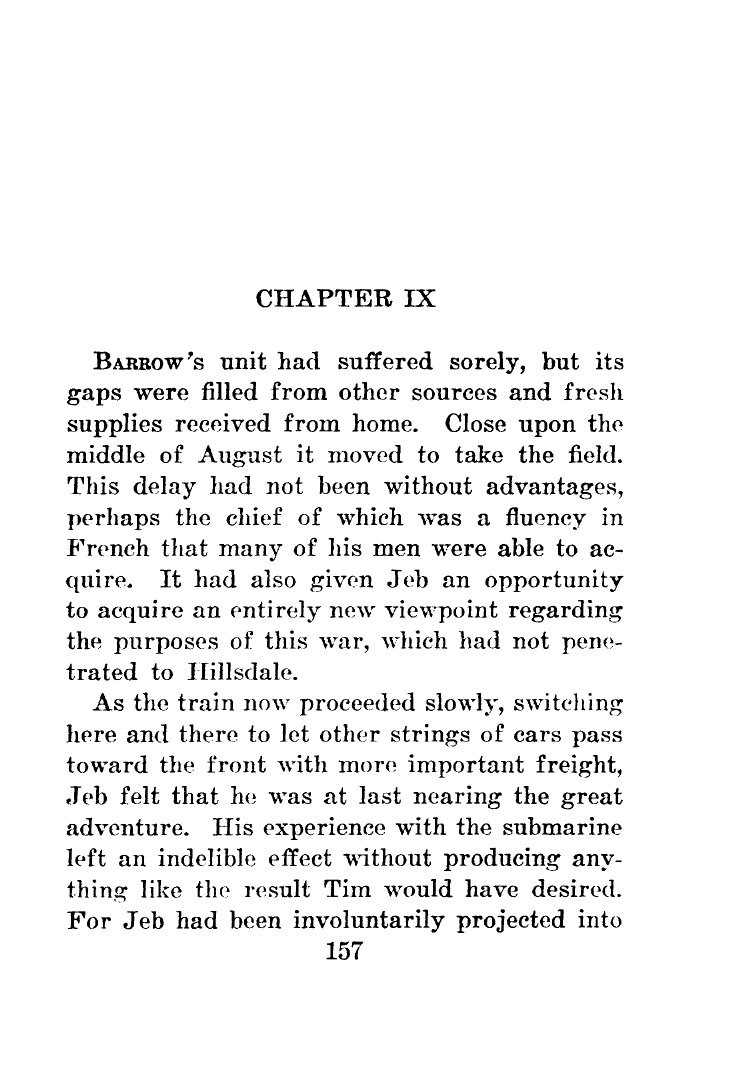 CHAPTER IX
BARROW's unit had suffered sorely, but its
gaps were filled from other sources and fresh
supplies received from home. Close upon the
middle of August it moved to take the field.
This delay had not been without advantages,
perhaps the chief of which was a fluency in
French that many of his men were able to ac-
quire. It had also given Jeb an opportunity
to acquire an entirely new viewpoint regarding
the purposes of this war, which had not pene-
trated to Hillsdale.
As the train now proceeded slowly, switching
here and there to let other strings of cars pass
toward the front with more important freight,
Jeb felt that he was at last nearing the great
adventure. His experience with the submarine
left an indelible effect without producing any-
thing like the result Tim would have desired.
For Jeb had been involuntarily projected into
157